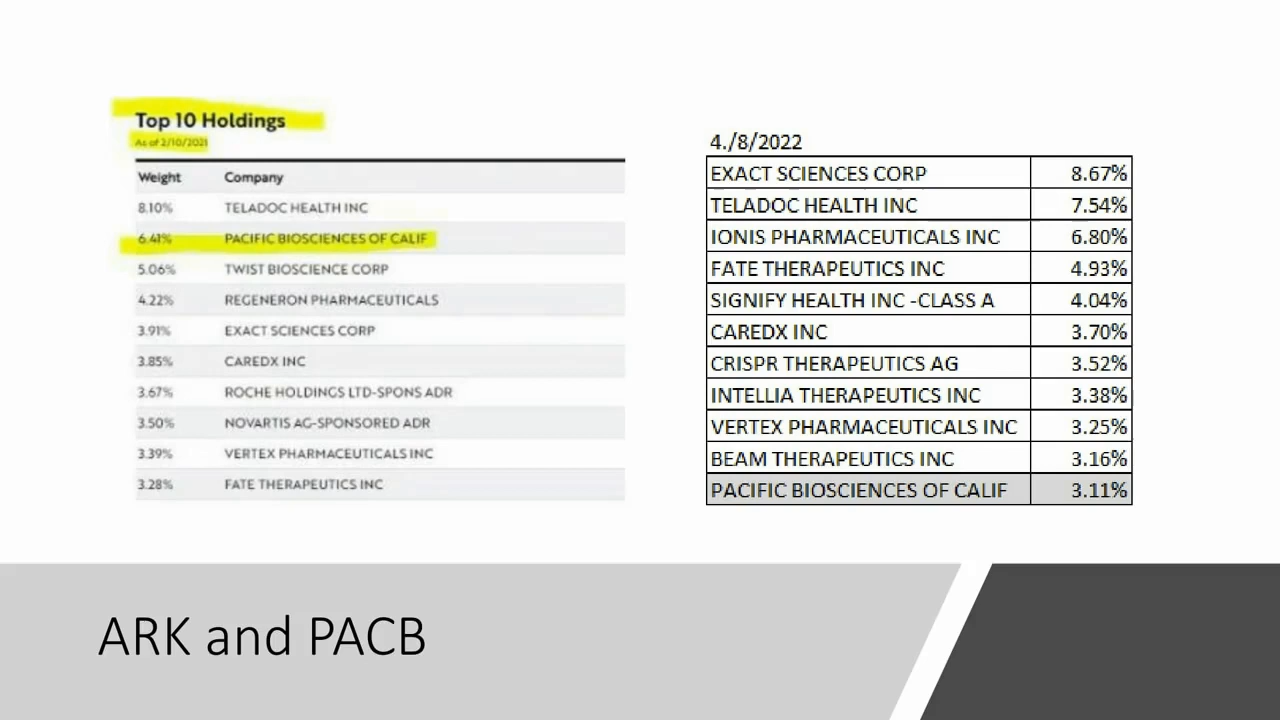 Top 10 Holdings
As of 2/10/2021
Weight Company
8.10% TELADOC HEALTH INC
6.41% PACIFIC BIOSCIENCES OF CALIF
5.06% TWIST BIOSCIENCE CORP
4.22% REGENERON PHARMACEUTICALS
3.91% EXACT SCIENCES CORP
3.85% CAREDX INC
3.67% ROCHE HOLDINGS LTD-SPONS ADR
3.50% NOVARTIS AG-SPONSORED ADR
3.39% VERTEX PHARMACEUTICALS INC
3.28% FATE THERAPEUTICS INC
4./8/2022
EXACT SCIENCES CORP 8.67%
TELADOC HEALTH INC 7.54%
IONIS PHARMACEUTICALS INC 6.80%
FATE THERAPEUTICS INC 4.93%
SIGNIFY HEALTH INC -CLASS A 4.04%
CAREDX INC 3.70%
CRISPR THERAPEUTICS AG 3.52%
INTELLIA THERAPEUTICS INC 3.38%
VERTEX PHARMACEUTICALS INC 3.25%
BEAM THERAPEUTICS INC 3.16%
PACIFIC BIOSCIENCES OF CALIF 3.11%
ARK and PACB